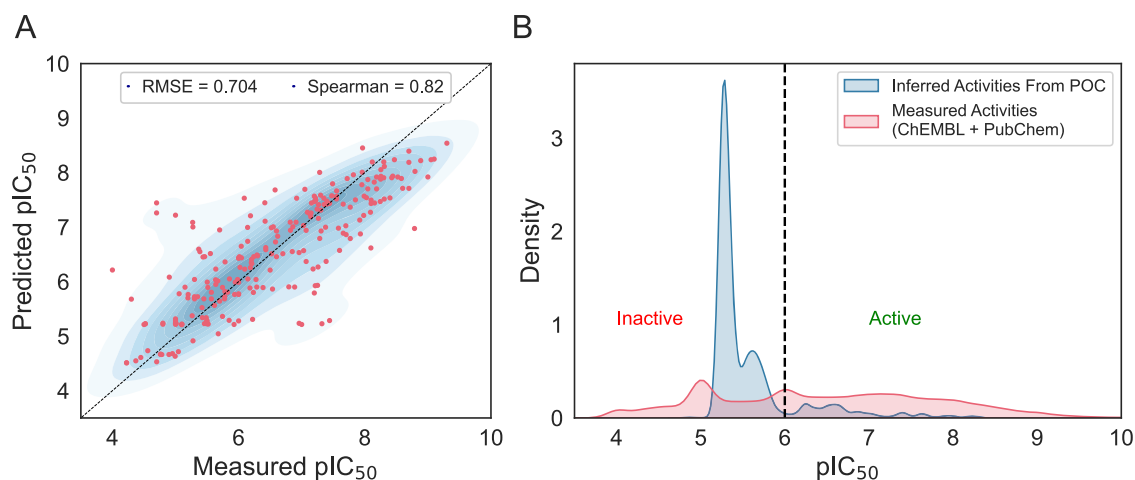 A
10
9
8
7
6
5
4
Predicted pIC50
RMSE = 0.704
Spearman = 0.82
4
6
8
10
Measured pIC50
B
3
2
1
0
Density
Inferred Activities From POC
Measured Activities
(ChEMBL + PubChem)
Inactive
Active
4
5
6
7
8
9
10
pIC50